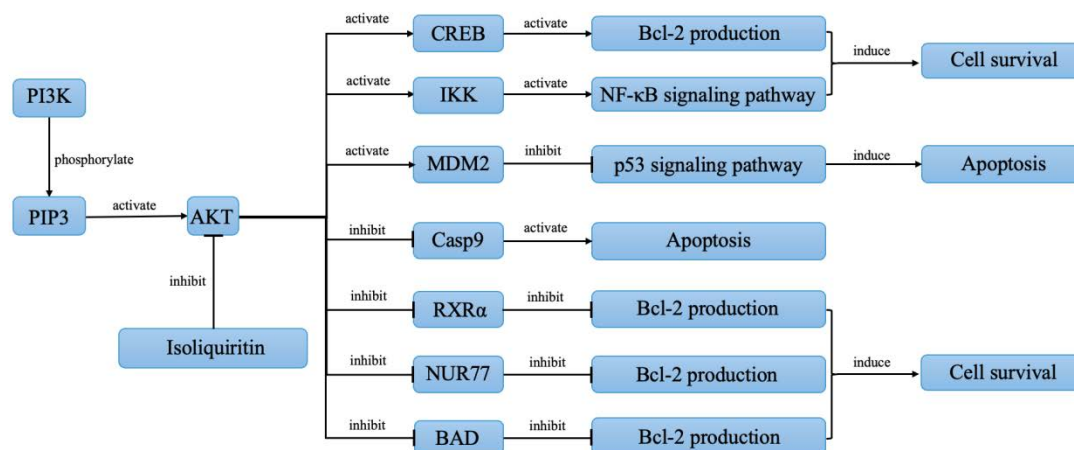 activate
CREB
activate
Bcl-2 production
induce
Cell survival
PI3K
activate
IKK
activate
NF-κB signaling pathway
phosphorylate
activate
MDM2
inhibit
p53 signaling pathway
induce
Apoptosis
PIP3
activate
AKT
inhibit
Casp9
activate
Apoptosis
inhibit
Isoliquiritin
inhibit
RXRα
inhibit
Bcl-2 production
inhibit
NUR77
inhibit
Bcl-2 production
induce
Cell survival
inhibit
BAD
inhibit
Bcl-2 production